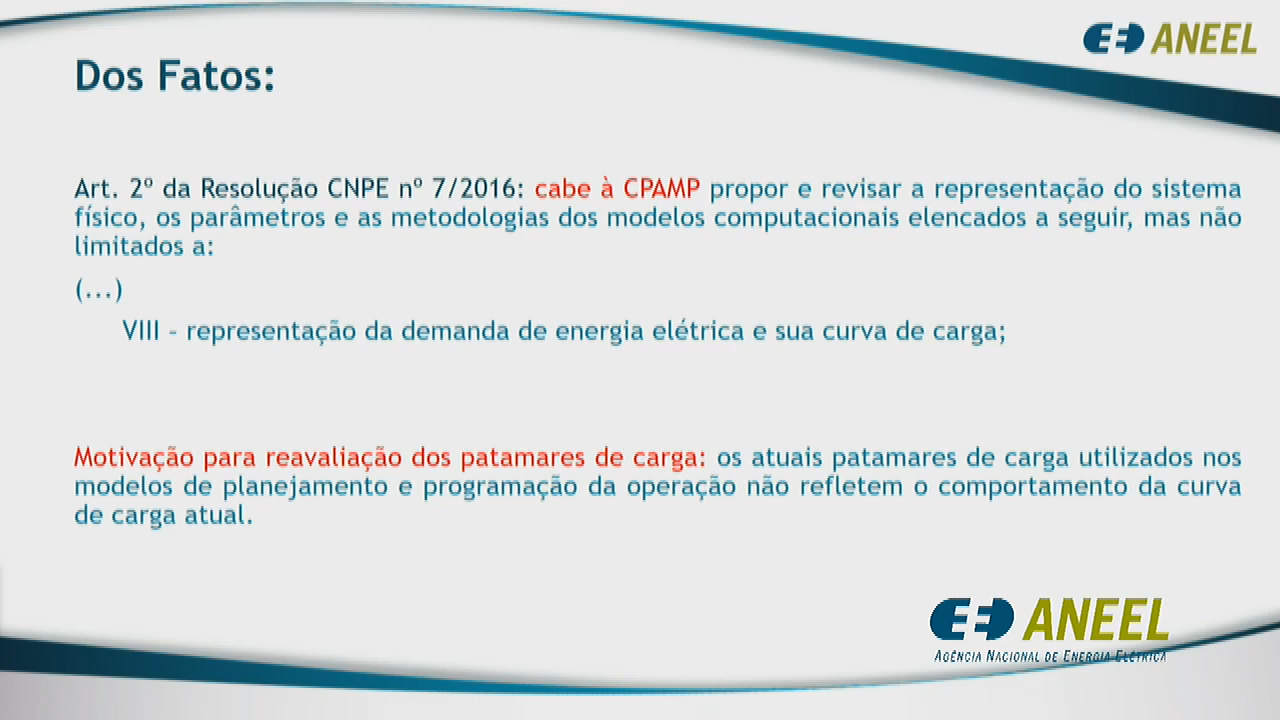 ANEEL
Dos Fatos:
Art. 2º da Resolução CNPE nº 7/2016: cabe à CPAMP propor e revisar a representação do sistema
físico, os parâmetros e as metodologias dos modelos computacionais elencados a seguir, mas não
limitados a:
(...)
VIII – representação da demanda de energia elétrica e sua curva de carga;
Motivação para reavaliação dos patamares de carga: os atuais patamares de carga utilizados nos
modelos de planejamento e programação da operação não refletem o comportamento da curva
de carga atual.
ANEEL
AGÊNCIA NACIONAL DE ENERGIA ELÉTRICA